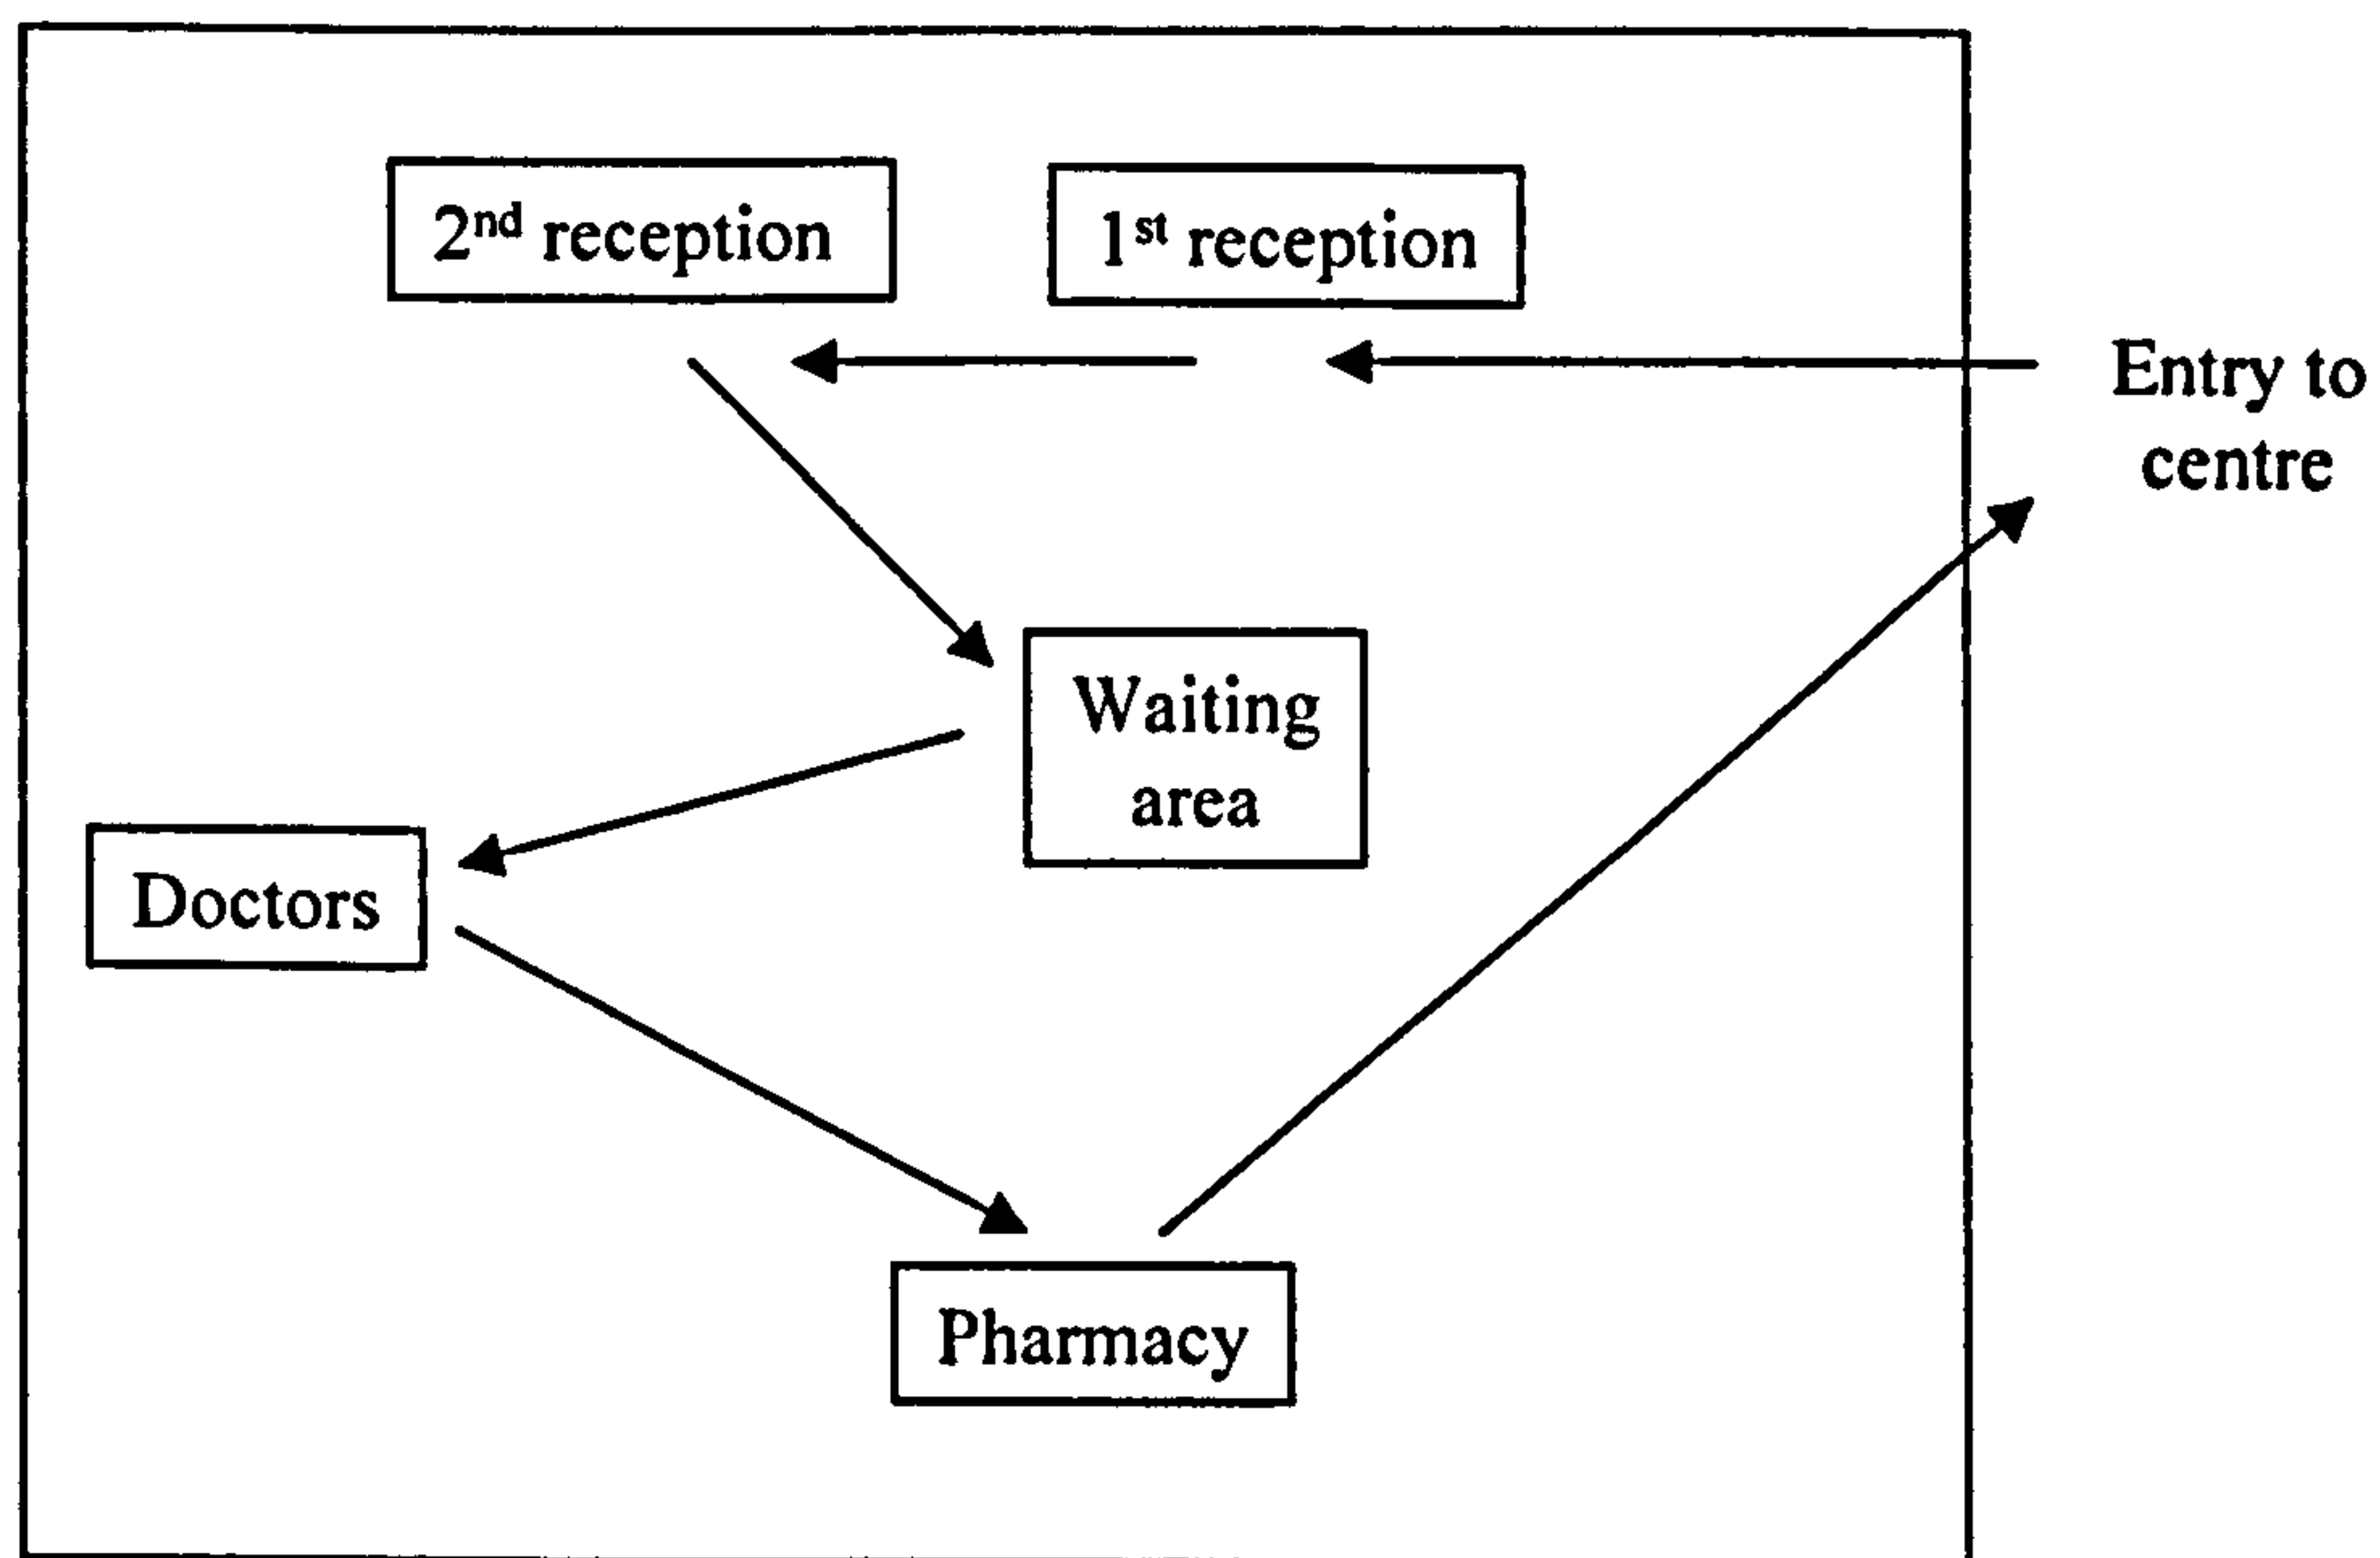 2nd reception
1st reception
Entry to
centre
Waiting
area
Doctors
Pharmacy